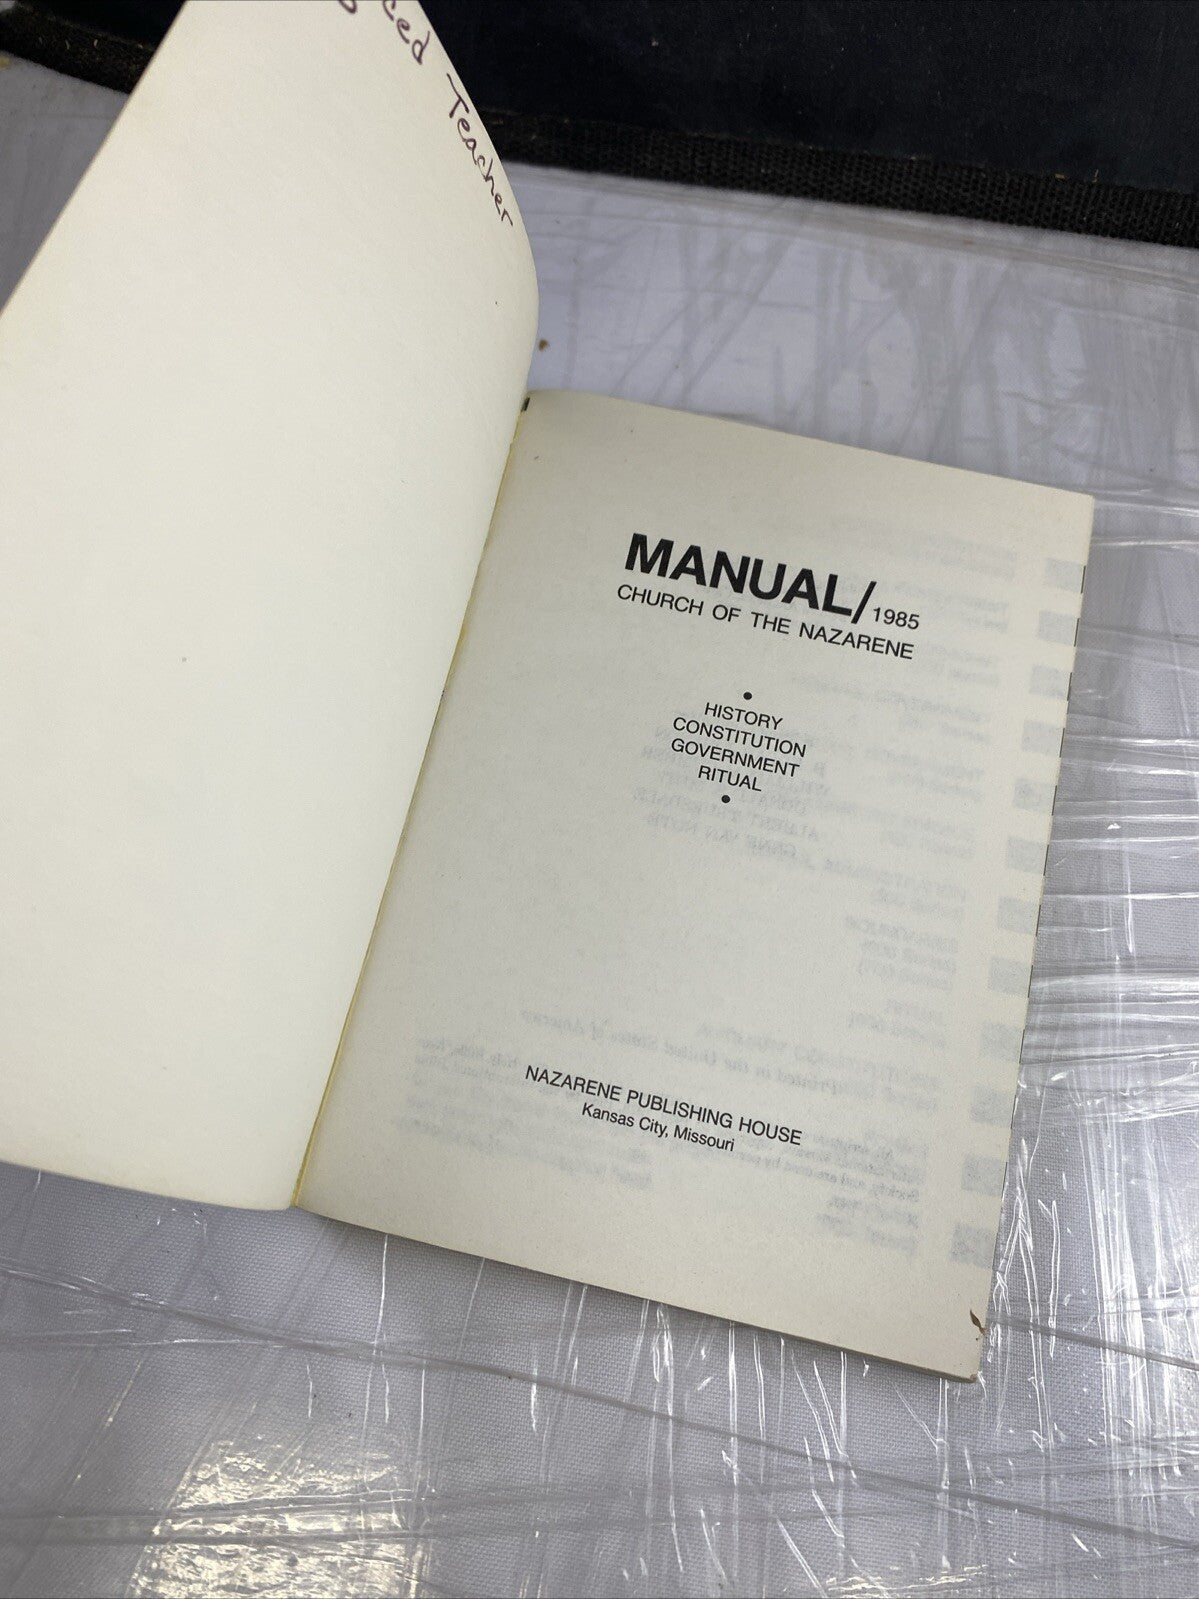 Teacher
MANUAL/1985
CHURCH OF THE NAZARENE
•
HISTORY
CONSTITUTION
GOVERNMENT
RITUAL
•
NAZARENE PUBLISHING HOUSE
Kansas City, Missouri